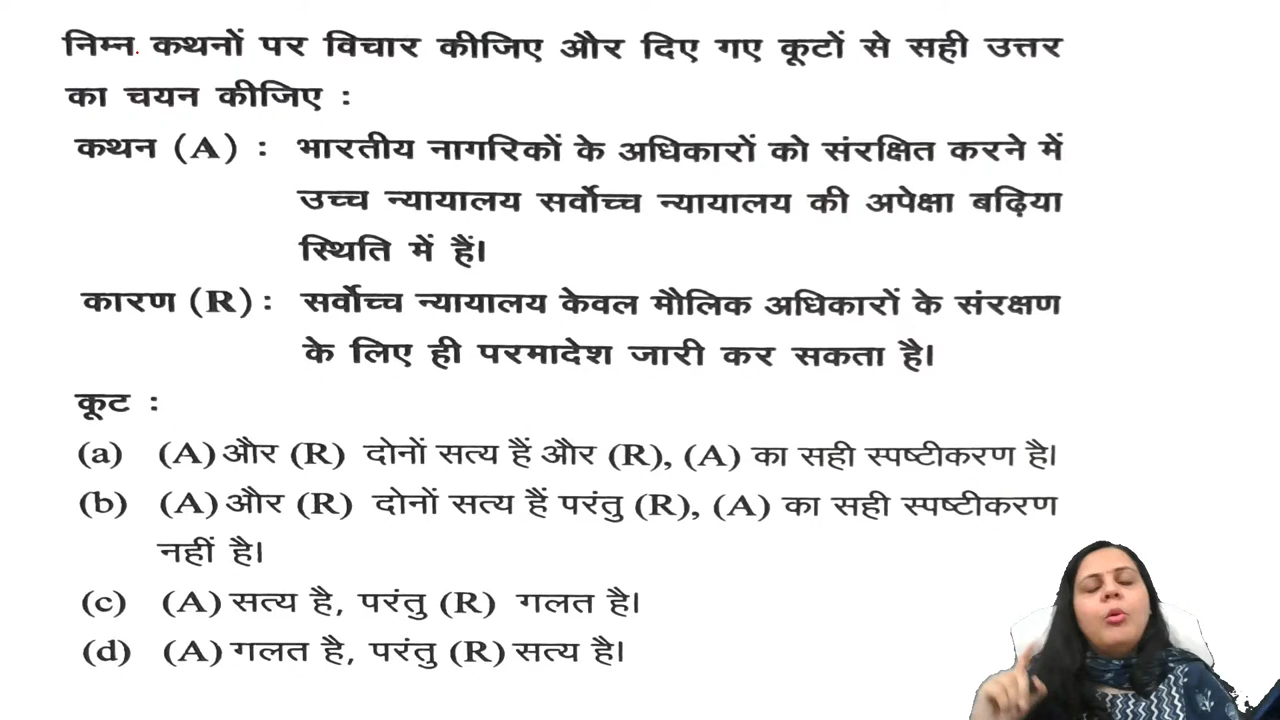 निम्न कथनों पर विचार कीजिए और दिए गए कूटों से सही उत्तर
का चयन कीजिए :
कथन (A) : भारतीय नागरिकों के अधिकारों को संरक्षित करने में
उच्च न्यायालय सर्वोच्च न्यायालय की अपेक्षा बढ़िया
स्थिति में हैं।
कारण (R) : सर्वोच्च न्यायालय केवल मौलिक अधिकारों के संरक्षण
के लिए ही परमादेश जारी कर सकता है।
कूट :
(a) (A) और (R) दोनों सत्य हैं और (R), (A) का सही स्पष्टीकरण है।
(b) (A) और (R) दोनों सत्य हैं परंतु (R), (A) का सही स्पष्टीकरण
नहीं है।
(c) (A) सत्य है, परंतु (R) गलत है।
(d) (A) गलत है, परंतु (R) सत्य है।